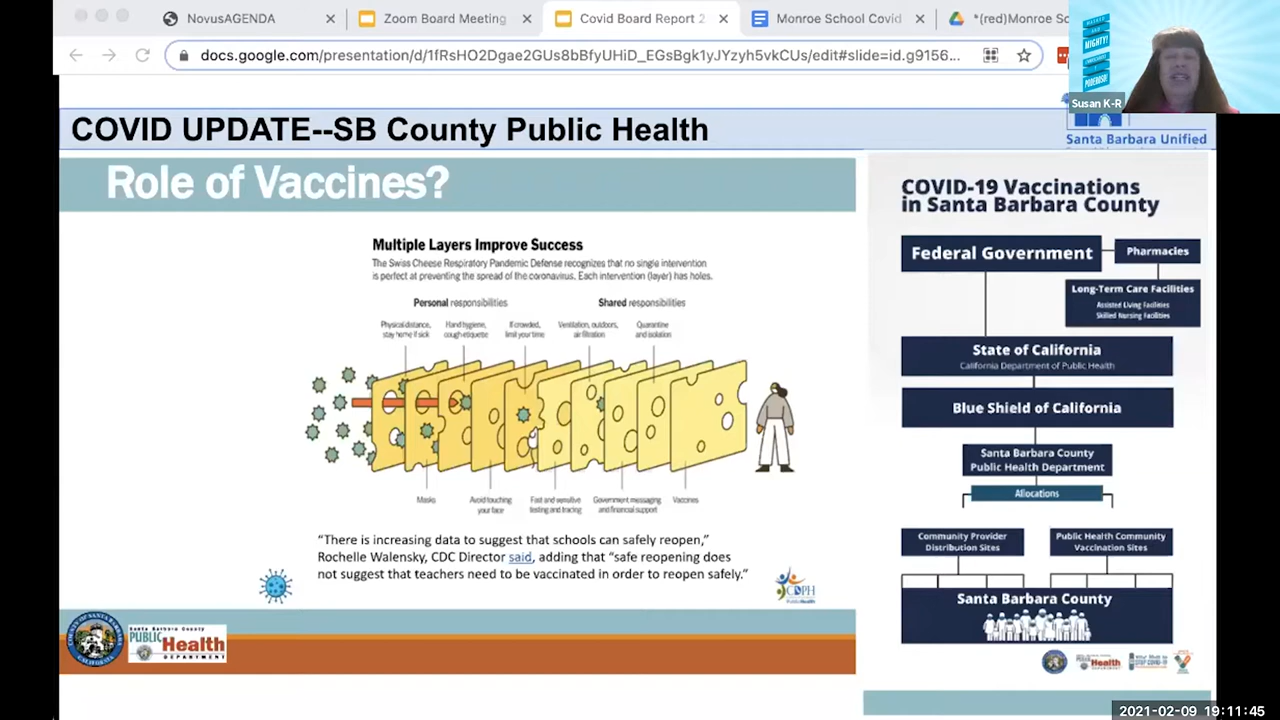 NovusAGENDA
Zoom Board Meeting
Covid Board Report 2
Monroe School Covid
*(red)Monroe Sc
docs.google.com/presentation/d/1fRsHO2Dgae2GUs8bBfyUHiD_EGsBgk1yJYzyh5vkCUs/edit#slide=id.g9156...
MIGHTY!
PODEROSO!
Susan K-R
COVID UPDATE--SB County Public Health
Santa Barbara Unified
Role of Vaccines?
Multiple Layers Improve Success
The Swiss Cheese Respiratory Pandemic Defense recognizes that no single intervention
is perfect at preventing the spread of the coronavirus. Each intervention (layer) has holes.
Personal responsibilities
Shared responsibilities
Physical distance,
stay home if sick
Hand hygiene,
cough etiquette
If crowded,
limit your time
Ventilation, outdoors,
air filtration
Quarantine
and isolation
Masks
Avoid touching
your face
Fast and sensitive
testing and tracing
Government messaging
and financial support
Vaccines
“There is increasing data to suggest that schools can safely reopen,”
Rochelle Walensky, CDC Director said, adding that “safe reopening does
not suggest that teachers need to be vaccinated in order to reopen safely.”
CDPH
PublicHealth
Santa Barbara County
PUBLIC Health
DEPARTMENT
COVID-19 Vaccinations
in Santa Barbara County
Federal Government
Pharmacies
Long-Term Care Facilities
Assisted Living Facilities
Skilled Nursing Facilities
State of California
California Department of Public Health
Blue Shield of California
Santa Barbara County
Public Health Department
Allocations
Community Provider
Distribution Sites
Public Health Community
Vaccination Sites
Santa Barbara County
Health
2021-02-09 19:11:45